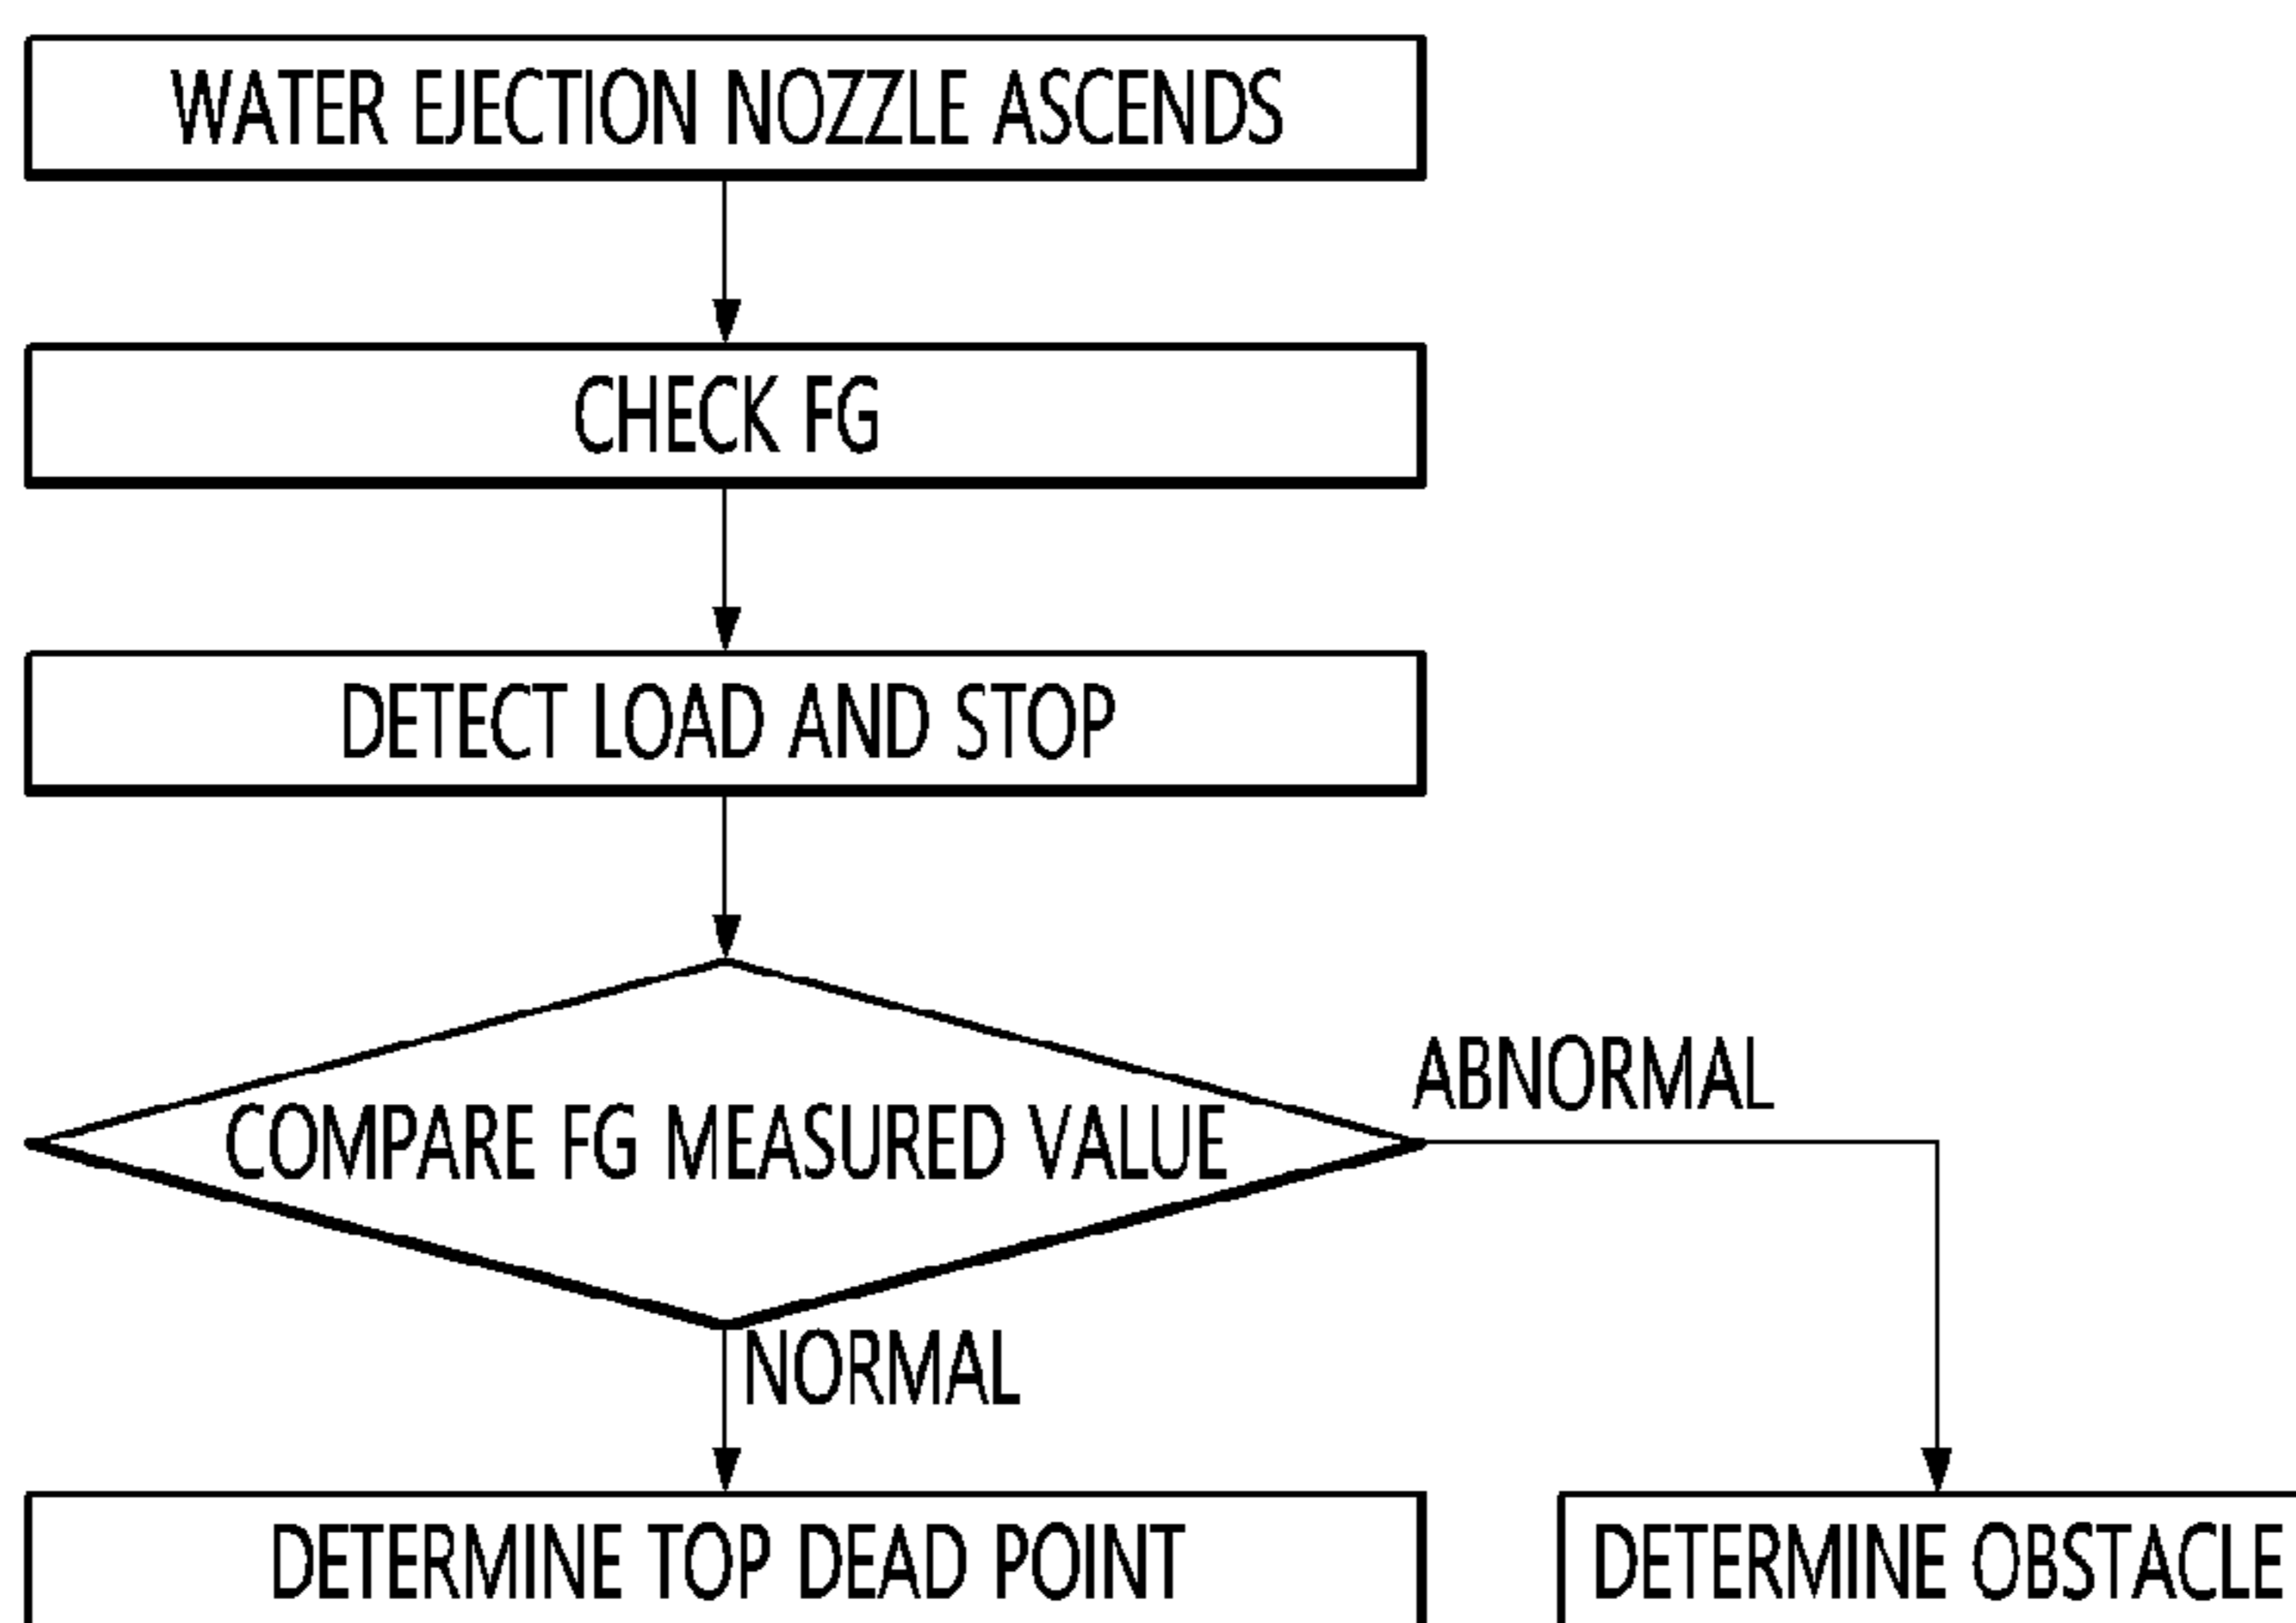 WATER EJECTION NOZZLE ASCENDS
CHECK FG
DETECT LOAD AND STOP
COMPARE FG MEASURED VALUE
ABNORMAL
NORMAL
DETERMINE TOP DEAD POINT
DETERMINE OBSTACLE